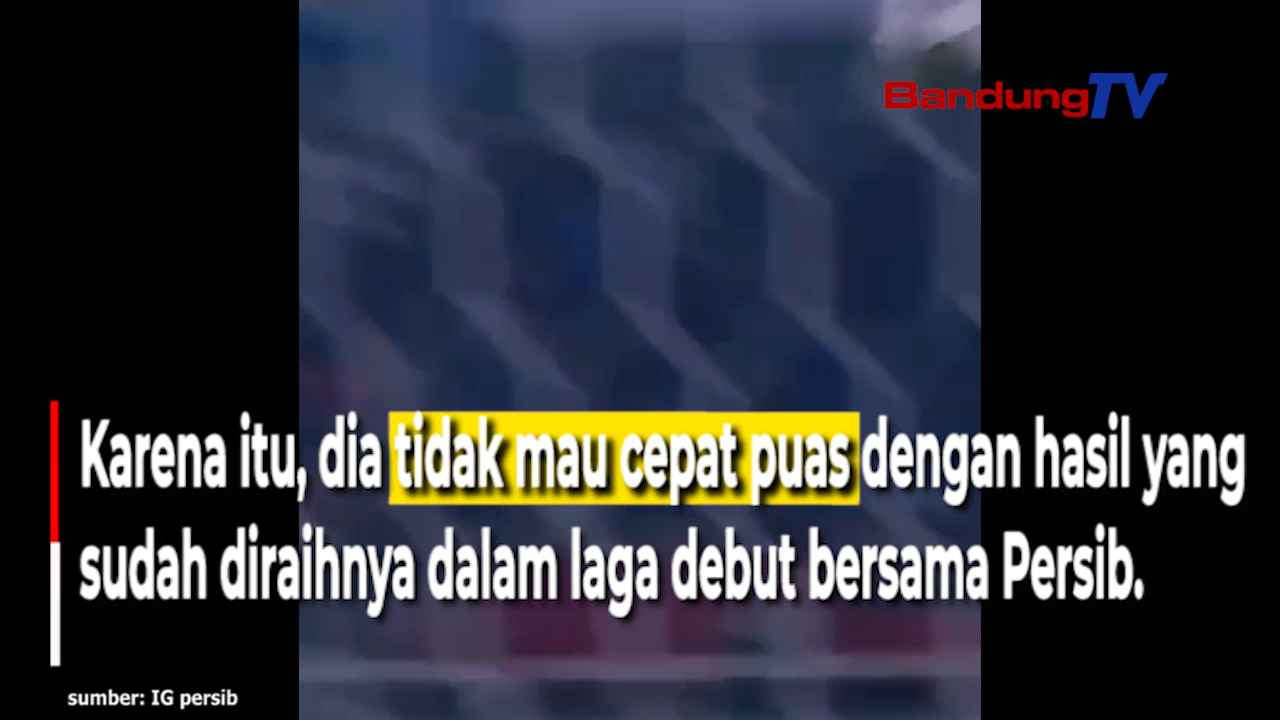 BandungTV
Karena itu, dia tidak mau cepat puas dengan hasil yang
sudah diraihnya dalam laga debut bersama Persib.
sumber: IG persib